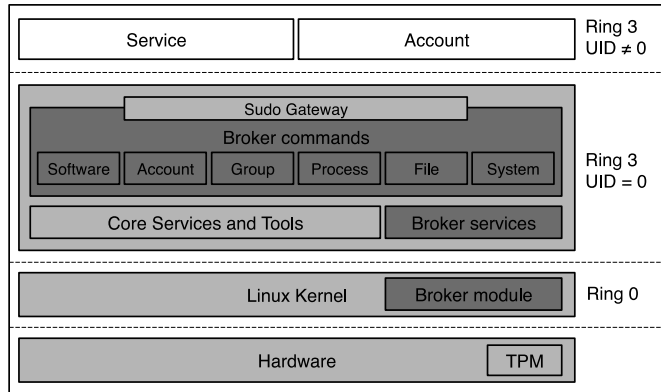 Service Account Ring 3
UID ≠ 0
Sudo Gateway
Broker commands
Software Account Group Process File System
Ring 3
UID = 0
Core Services and Tools Broker services
Linux Kernel Broker module Ring 0
Hardware TPM